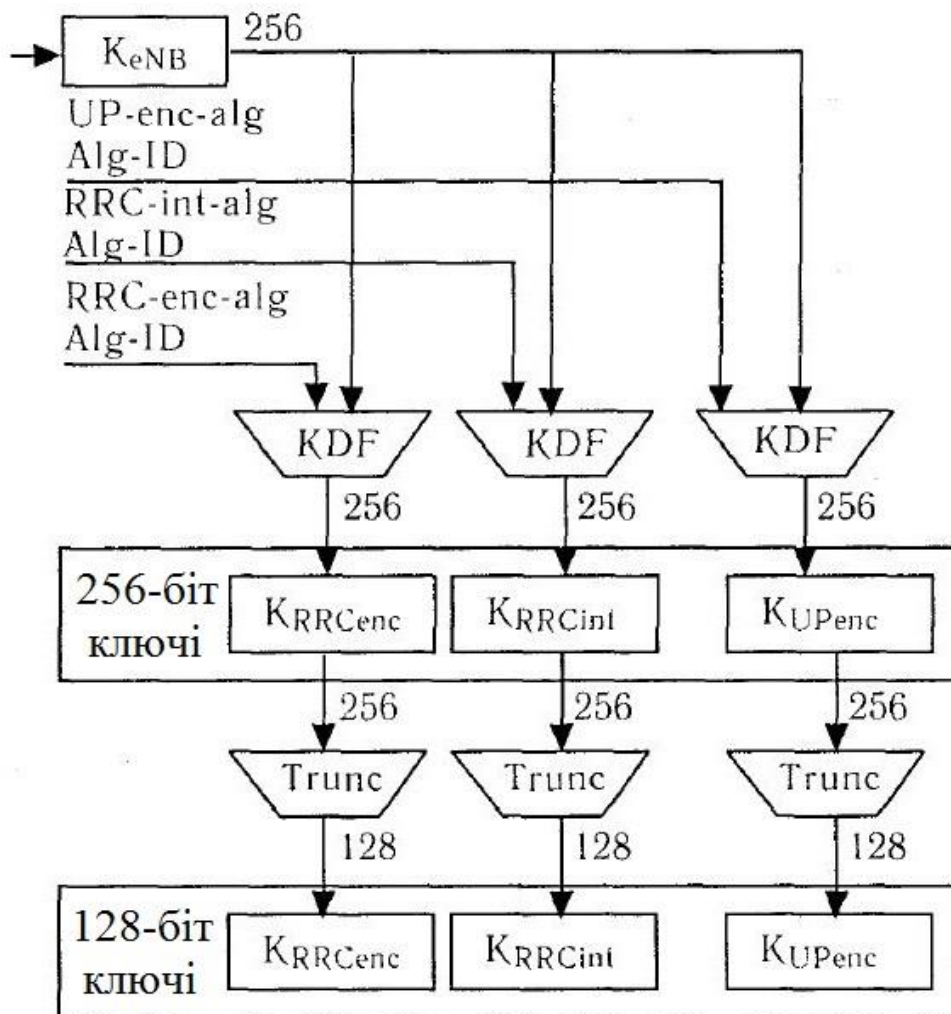 256
KeNB
UP-enc-alg
Alg-ID
RRC-int-alg
Alg-ID
RRC-enc-alg
Alg-ID
KDF KDF KDF
256 256 256
256-біт
ключі
KRRCenc KRRCint KUPenc
256 256 256
Trunc Trunc Trunc
128 128 128
128-біт
ключі
KRRCenc KRRCint KUPenc